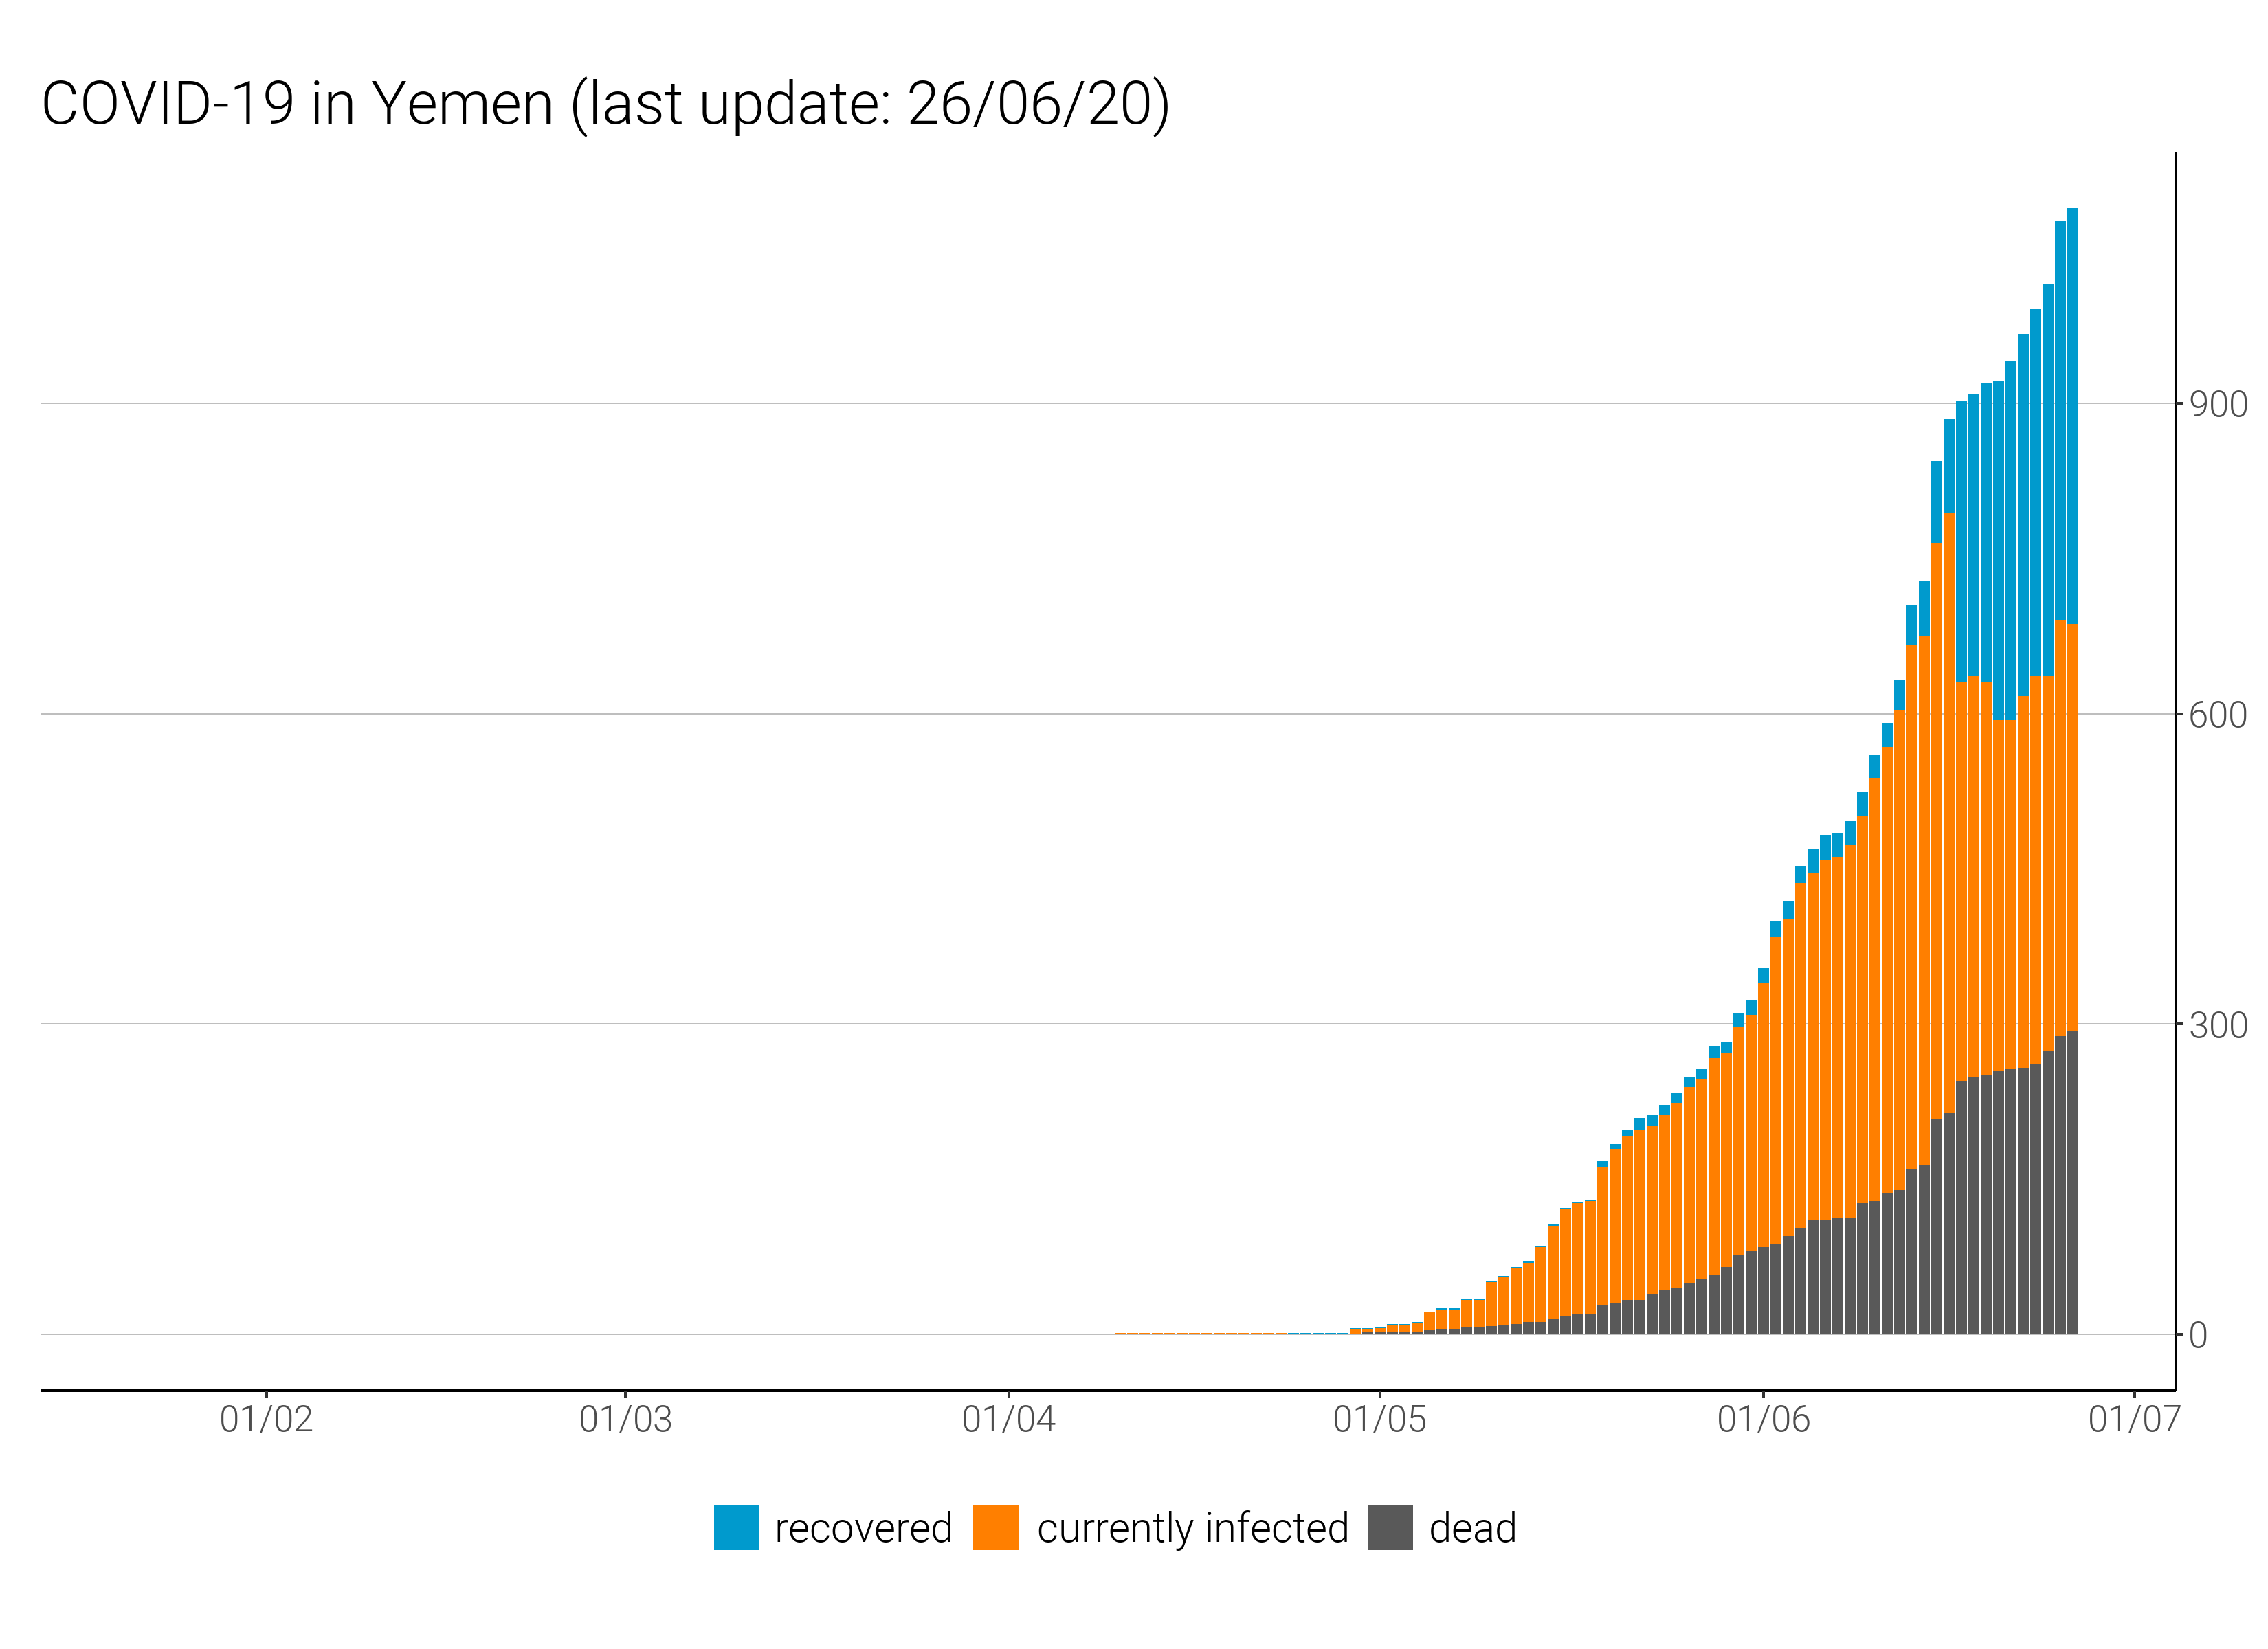 COVID-19 in Yemen (last update: 26/06/20)
900
600
300
0
01/02 01/03 01/04 01/05 01/06 01/07
recovered currently infected dead